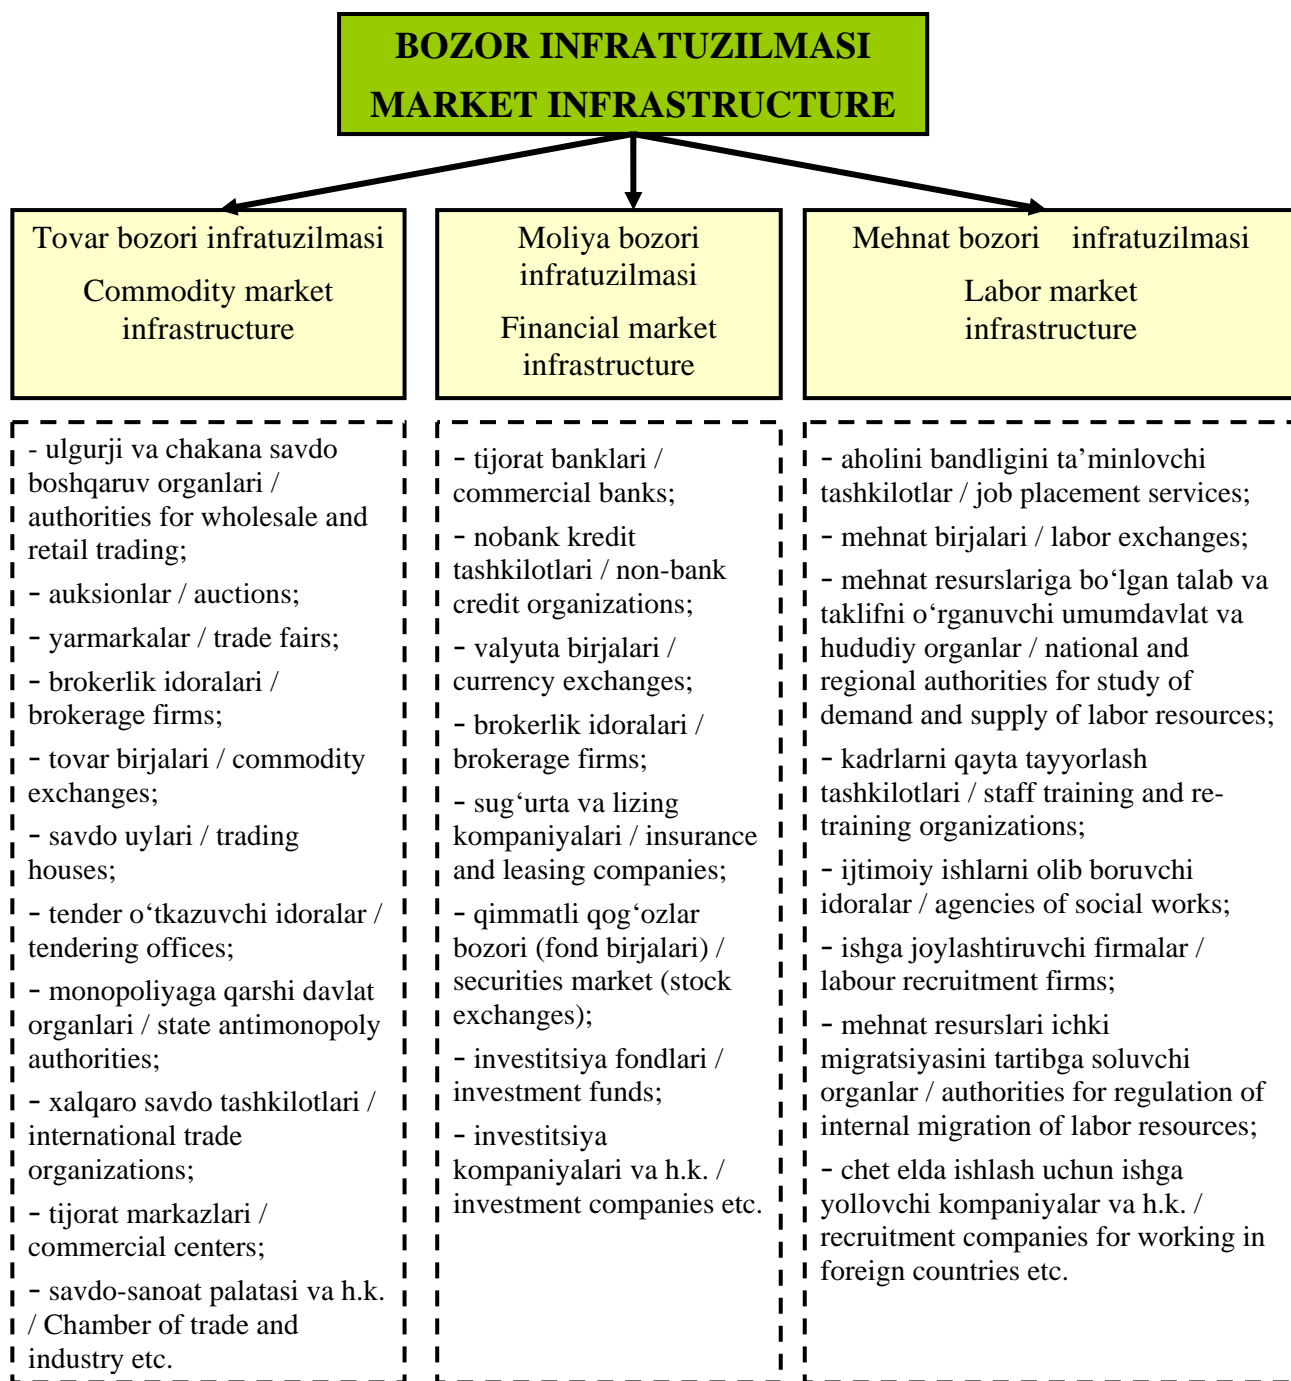 BOZOR INFRATUZILMASI
MARKET INFRASTRUCTURE
Tovar bozori infratuzilmasi
Commodity market
infrastructure
Moliya bozori
infratuzilmasi
Financial market
infrastructure
Mehnat bozori infratuzilmasi
Labor market
infrastructure
- ulgurji va chakana savdo
boshqaruv organlari /
authorities for wholesale and
retail trading;
- auksionlar / auctions;
- yarmarkalar / trade fairs;
- brokerlik idoralari /
brokerage firms;
- tovar birjalari / commodity
exchanges;
- savdo uylari / trading
houses;
- tender o‘tkazuvchi idoralar /
tendering offices;
- monopoliyaga qarshi davlat
organlari / state antimonopoly
authorities;
- xalqaro savdo tashkilotlari /
international trade
organizations;
- tijorat markazlari /
commercial centers;
- savdo-sanoat palatasi va h.k.
/ Chamber of trade and
industry etc.
- tijorat banklari /
commercial banks;
- nobank kredit
tashkilotlari / non-bank
credit organizations;
- valyuta birjalari /
currency exchanges;
- brokerlik idoralari /
brokerage firms;
- sug‘urta va lizing
kompaniyalari / insurance
and leasing companies;
- qimmatli qog‘ozlar
bozori (fond birjalari) /
securities market (stock
exchanges);
- investitsiya fondlari /
investment funds;
- investitsiya
kompaniyalari va h.k. /
investment companies etc.
- aholini bandligini ta’minlovchi
tashkilotlar / job placement services;
- mehnat birjalari / labor exchanges;
- mehnat resurslariga bo‘lgan talab va
taklifni o‘rganuvchi umumdavlat va
hududiy organlar / national and
regional authorities for study of
demand and supply of labor resources;
- kadrlarni qayta tayyorlash
tashkilotlari / staff training and re-
training organizations;
- ijtimoiy ishlarni olib boruvchi
idoralar / agencies of social works;
- ishga joylashtiruvchi firmalar /
labour recruitment firms;
- mehnat resurslari ichki
migratsiyasini tartibga soluvchi
organlar / authorities for regulation of
internal migration of labor resources;
- chet elda ishlash uchun ishga
yollovchi kompaniyalar va h.k. /
recruitment companies for working in
foreign countries etc.